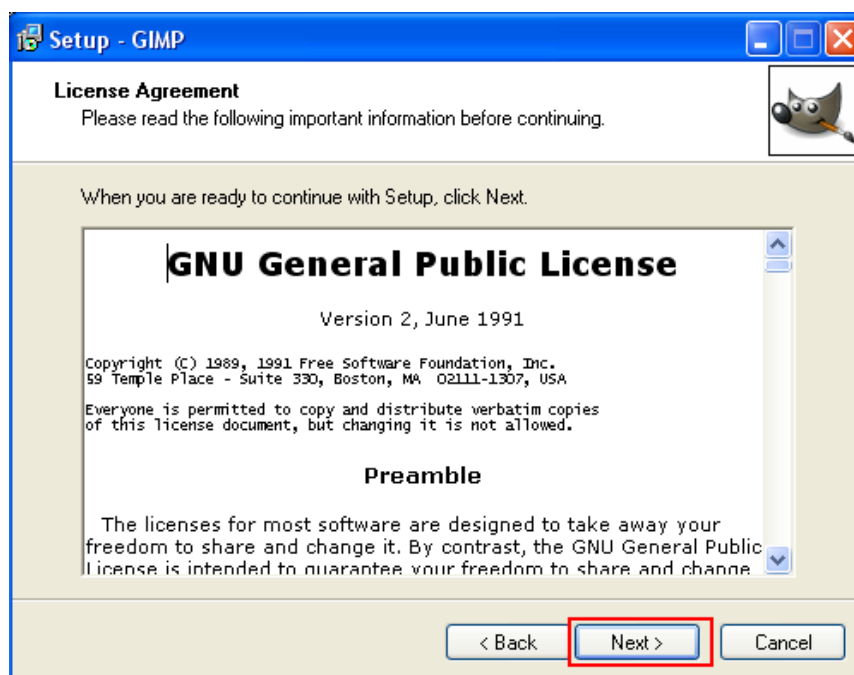 Setup - GIMP
License Agreement
Please read the following important information before continuing.
When you are ready to continue with Setup, click Next.
GNU General Public License
Version 2, June 1991
Copyright (C) 1989, 1991 Free Software Foundation, Inc.
59 Temple Place - Suite 330, Boston, MA  02111-1307, USA
Everyone is permitted to copy and distribute verbatim copies
of this license document, but changing it is not allowed.
Preamble
The licenses for most software are designed to take away your
freedom to share and change it. By contrast, the GNU General Public
License is intended to guarantee your freedom to share and change
< Back
Next >
Cancel